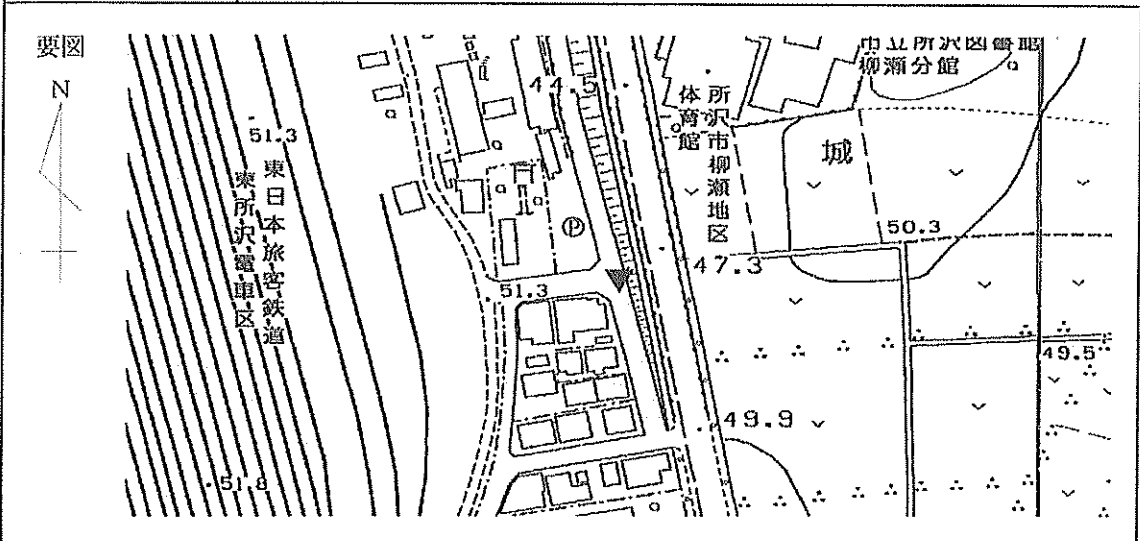 要図
N
市立所沢図書館
柳瀬分館
44.5
所沢市柳瀬地区
体育館
51.3
城
東日本旅客鉄道
東所沢電車区
50.3
P
47.3
51.3
49.5
49.9
51.8